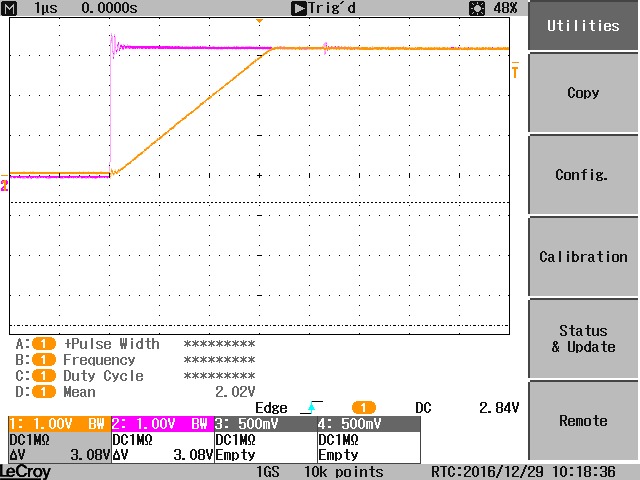 M 1µs 0.0000s Trig'd 48%
Utilities
T
Copy
2
Config.
Calibration
Status
& Update
Remote
A: 1 +Pulse Width *********
B: 1 Frequency *********
C: 1 Duty Cycle *********
D: 1 Mean 2.02V
Edge 1 DC 2.84V
1: 1.00V BW 2: 1.00V BW 3: 500mV 4: 500mV
DC1MΩ DC1MΩ DC1MΩ DC1MΩ
ΔV 3.08V ΔV 3.08V Empty Empty
LeCroy 1GS 10k points RTC:2016/12/29 10:18:36